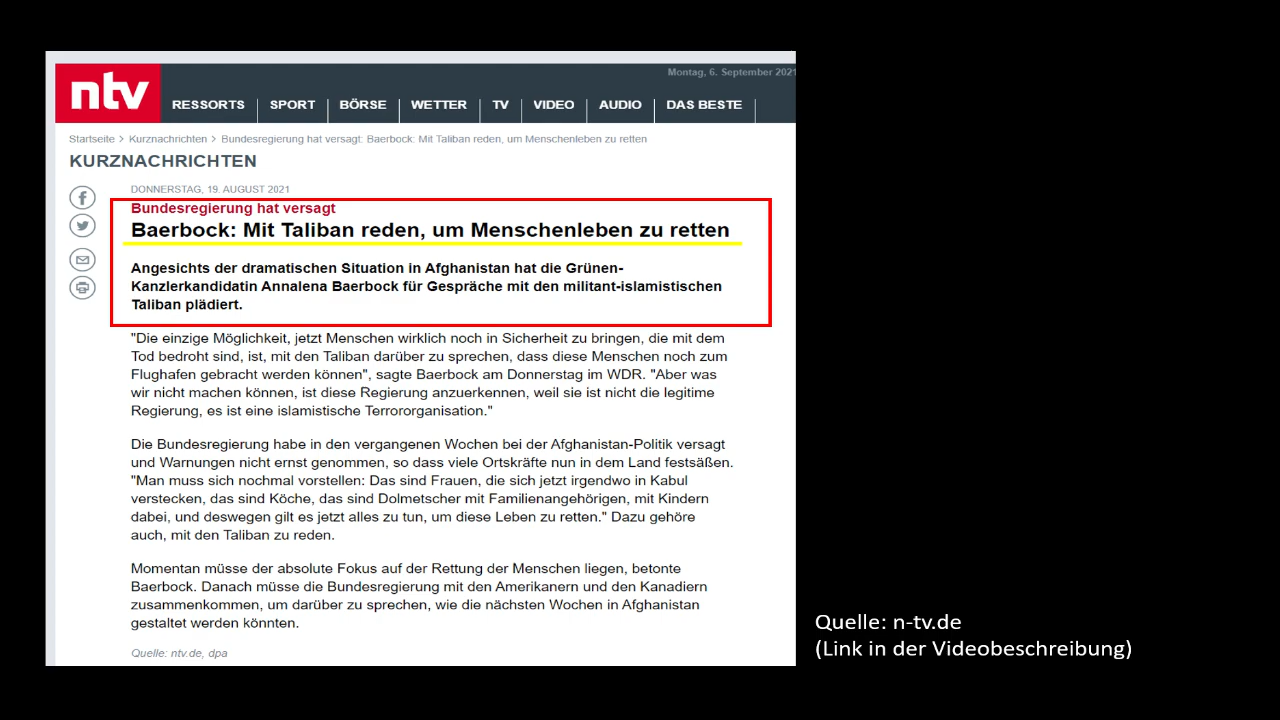 ntv
Montag, 6. September 2021
RESSORTS SPORT BÖRSE WETTER TV VIDEO AUDIO DAS BESTE
Startseite > Kurznachrichten > Bundesregierung hat versagt: Baerbock: Mit Taliban reden, um Menschenleben zu retten
KURZNACHRICHTEN
DONNERSTAG, 19. AUGUST 2021
Bundesregierung hat versagt
Baerbock: Mit Taliban reden, um Menschenleben zu retten
Angesichts der dramatischen Situation in Afghanistan hat die Grünen-
Kanzlerkandidatin Annalena Baerbock für Gespräche mit den militant-islamistischen
Taliban plädiert.
"Die einzige Möglichkeit, jetzt Menschen wirklich noch in Sicherheit zu bringen, die mit dem
Tod bedroht sind, ist, mit den Taliban darüber zu sprechen, dass diese Menschen noch zum
Flughafen gebracht werden können", sagte Baerbock am Donnerstag im WDR. "Aber was
wir nicht machen können, ist diese Regierung anzuerkennen, weil sie ist nicht die legitime
Regierung, es ist eine islamistische Terrororganisation."
Die Bundesregierung habe in den vergangenen Wochen bei der Afghanistan-Politik versagt
und Warnungen nicht ernst genommen, so dass viele Ortskräfte nun in dem Land festsäßen.
"Man muss sich nochmal vorstellen: Das sind Frauen, die sich jetzt irgendwo in Kabul
verstecken, das sind Köche, das sind Dolmetscher mit Familienangehörigen, mit Kindern
dabei, und deswegen gilt es jetzt alles zu tun, um diese Leben zu retten." Dazu gehöre
auch, mit den Taliban zu reden.
Momentan müsse der absolute Fokus auf der Rettung der Menschen liegen, betonte
Baerbock. Danach müsse die Bundesregierung mit den Amerikanern und den Kanadiern
zusammenkommen, um darüber zu sprechen, wie die nächsten Wochen in Afghanistan
gestaltet werden könnten.
Quelle: ntv.de, dpa
Quelle: n-tv.de
(Link in der Videobeschreibung)